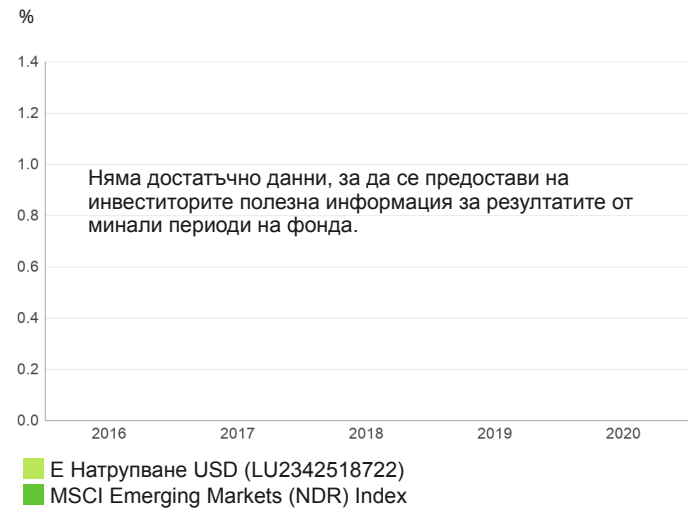 %
1.4
1.2
1.0
Няма достатъчно данни, за да се предостави на
инвеститорите полезна информация за резултатите от
0.8
минали периоди на фонда.
0.6
0.4
0.2
0.0
2016 2017 2018 2019 2020
E Натрупване USD (LU2342518722)
MSCI Emerging Markets (NDR) Index